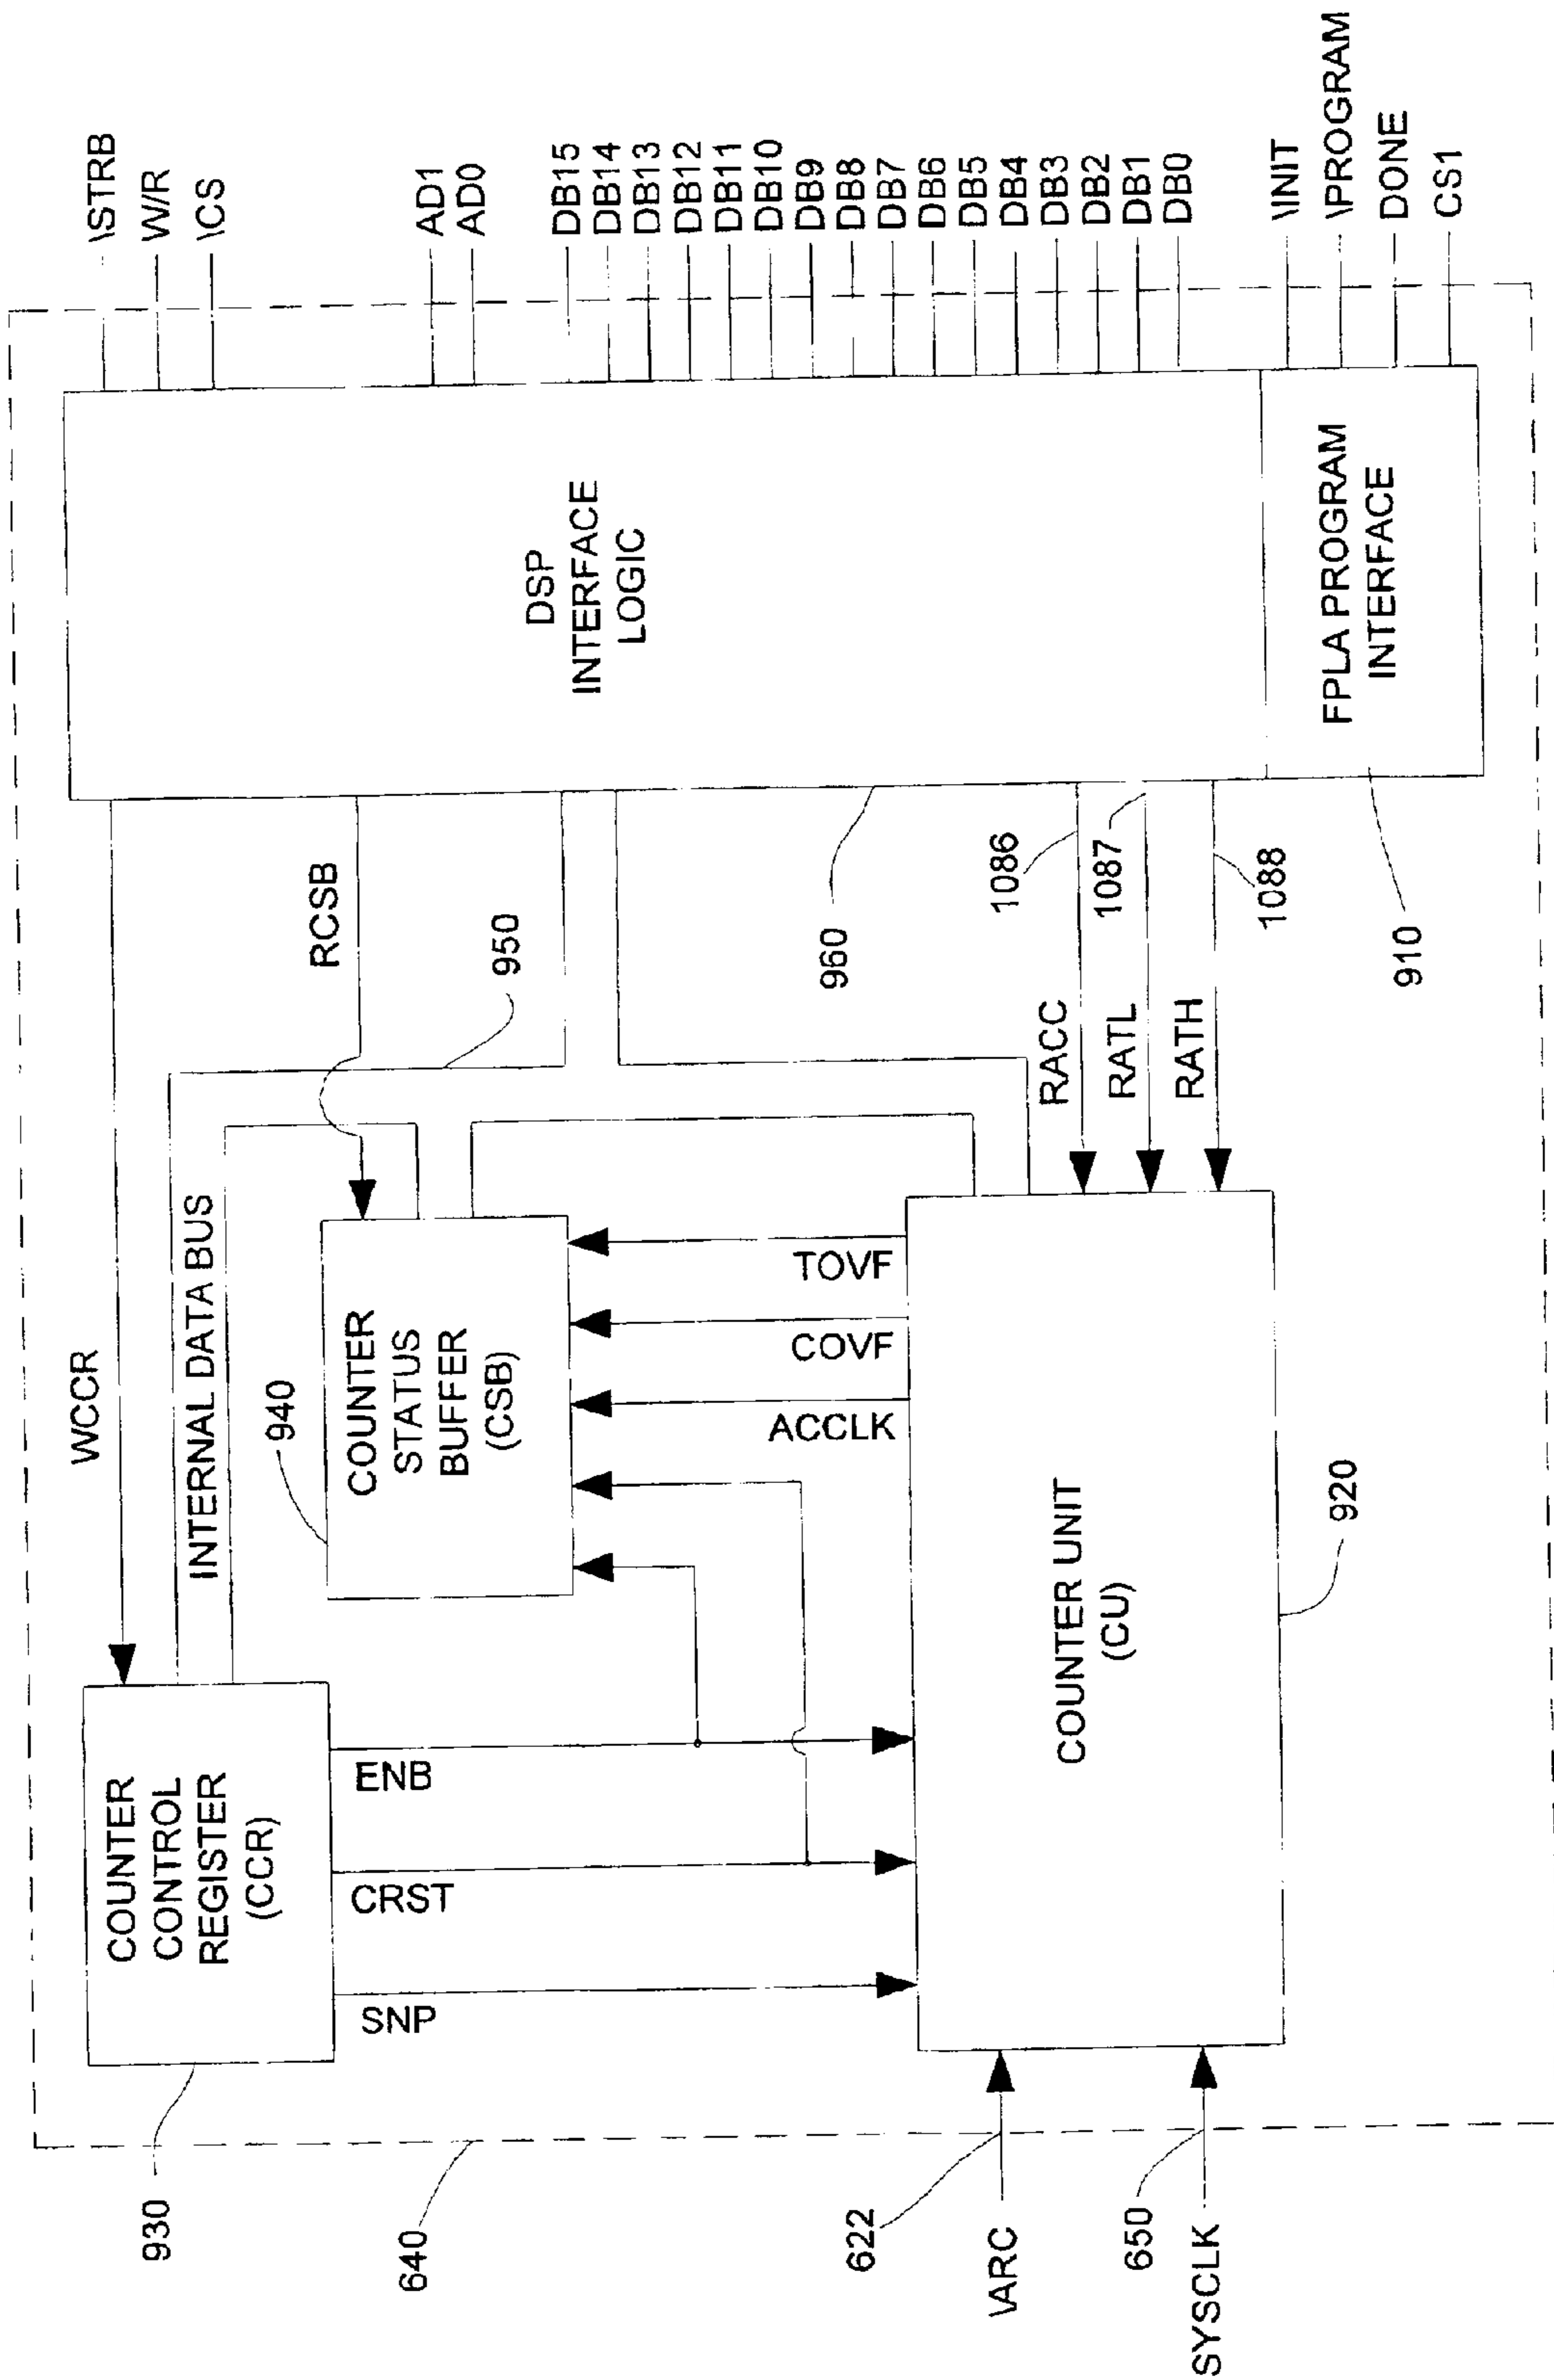 \STRB
W/R
\CS
AD1
AD0
DB15
DB14
DB13
DB12
DB11
DB10
DB9
DB8
DB7
DB6
DB5
DB4
DB3
DB2
DB1
DB0
\INIT
\PROGRAM
DONE
CS1
DSP
INTERFACE
LOGIC
FPLA PROGRAM
INTERFACE
WCCR
RCSB
INTERNAL DATA BUS
950
960
1086
1087
1088
910
RACC
RATL
RATH
940
COUNTER
STATUS
BUFFER
(CSB)
TOVF
COVF
ACCLK
COUNTER
CONTROL
REGISTER
(CCR)
ENB
CRST
SNP
COUNTER UNIT
(CU)
920
930
640
622
\ARC
650
SYSCLK